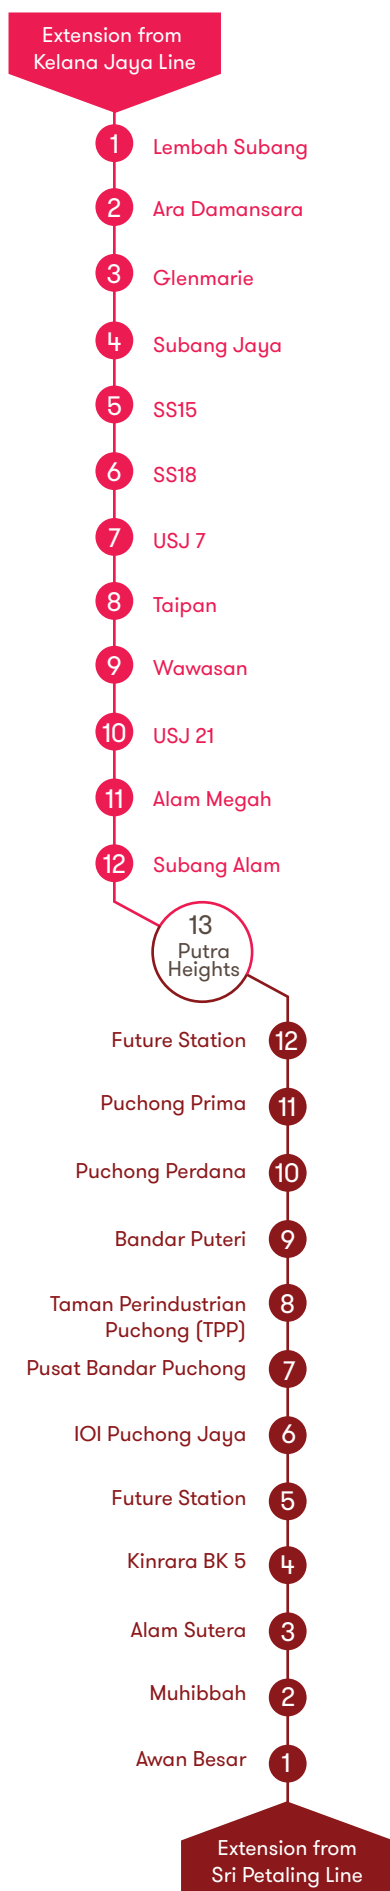 Extension from
Kelana Jaya Line
1 Lembah Subang
2 Ara Damansara
3 Glenmarie
4 Subang Jaya
5 SS15
6 SS18
7 USJ 7
8 Taipan
9 Wawasan
10 USJ 21
11 Alam Megah
12 Subang Alam
13
Putra
Heights
Future Station 12
Puchong Prima 11
Puchong Perdana 10
Bandar Puteri 9
Taman Perindustrian 8
Puchong (TPP)
Pusat Bandar Puchong 7
IOI Puchong Jaya 6
Future Station 5
Kinrara BK 5 4
Alam Sutera 3
Muhibbah 2
Awan Besar 1
Extension from
Sri Petaling Line